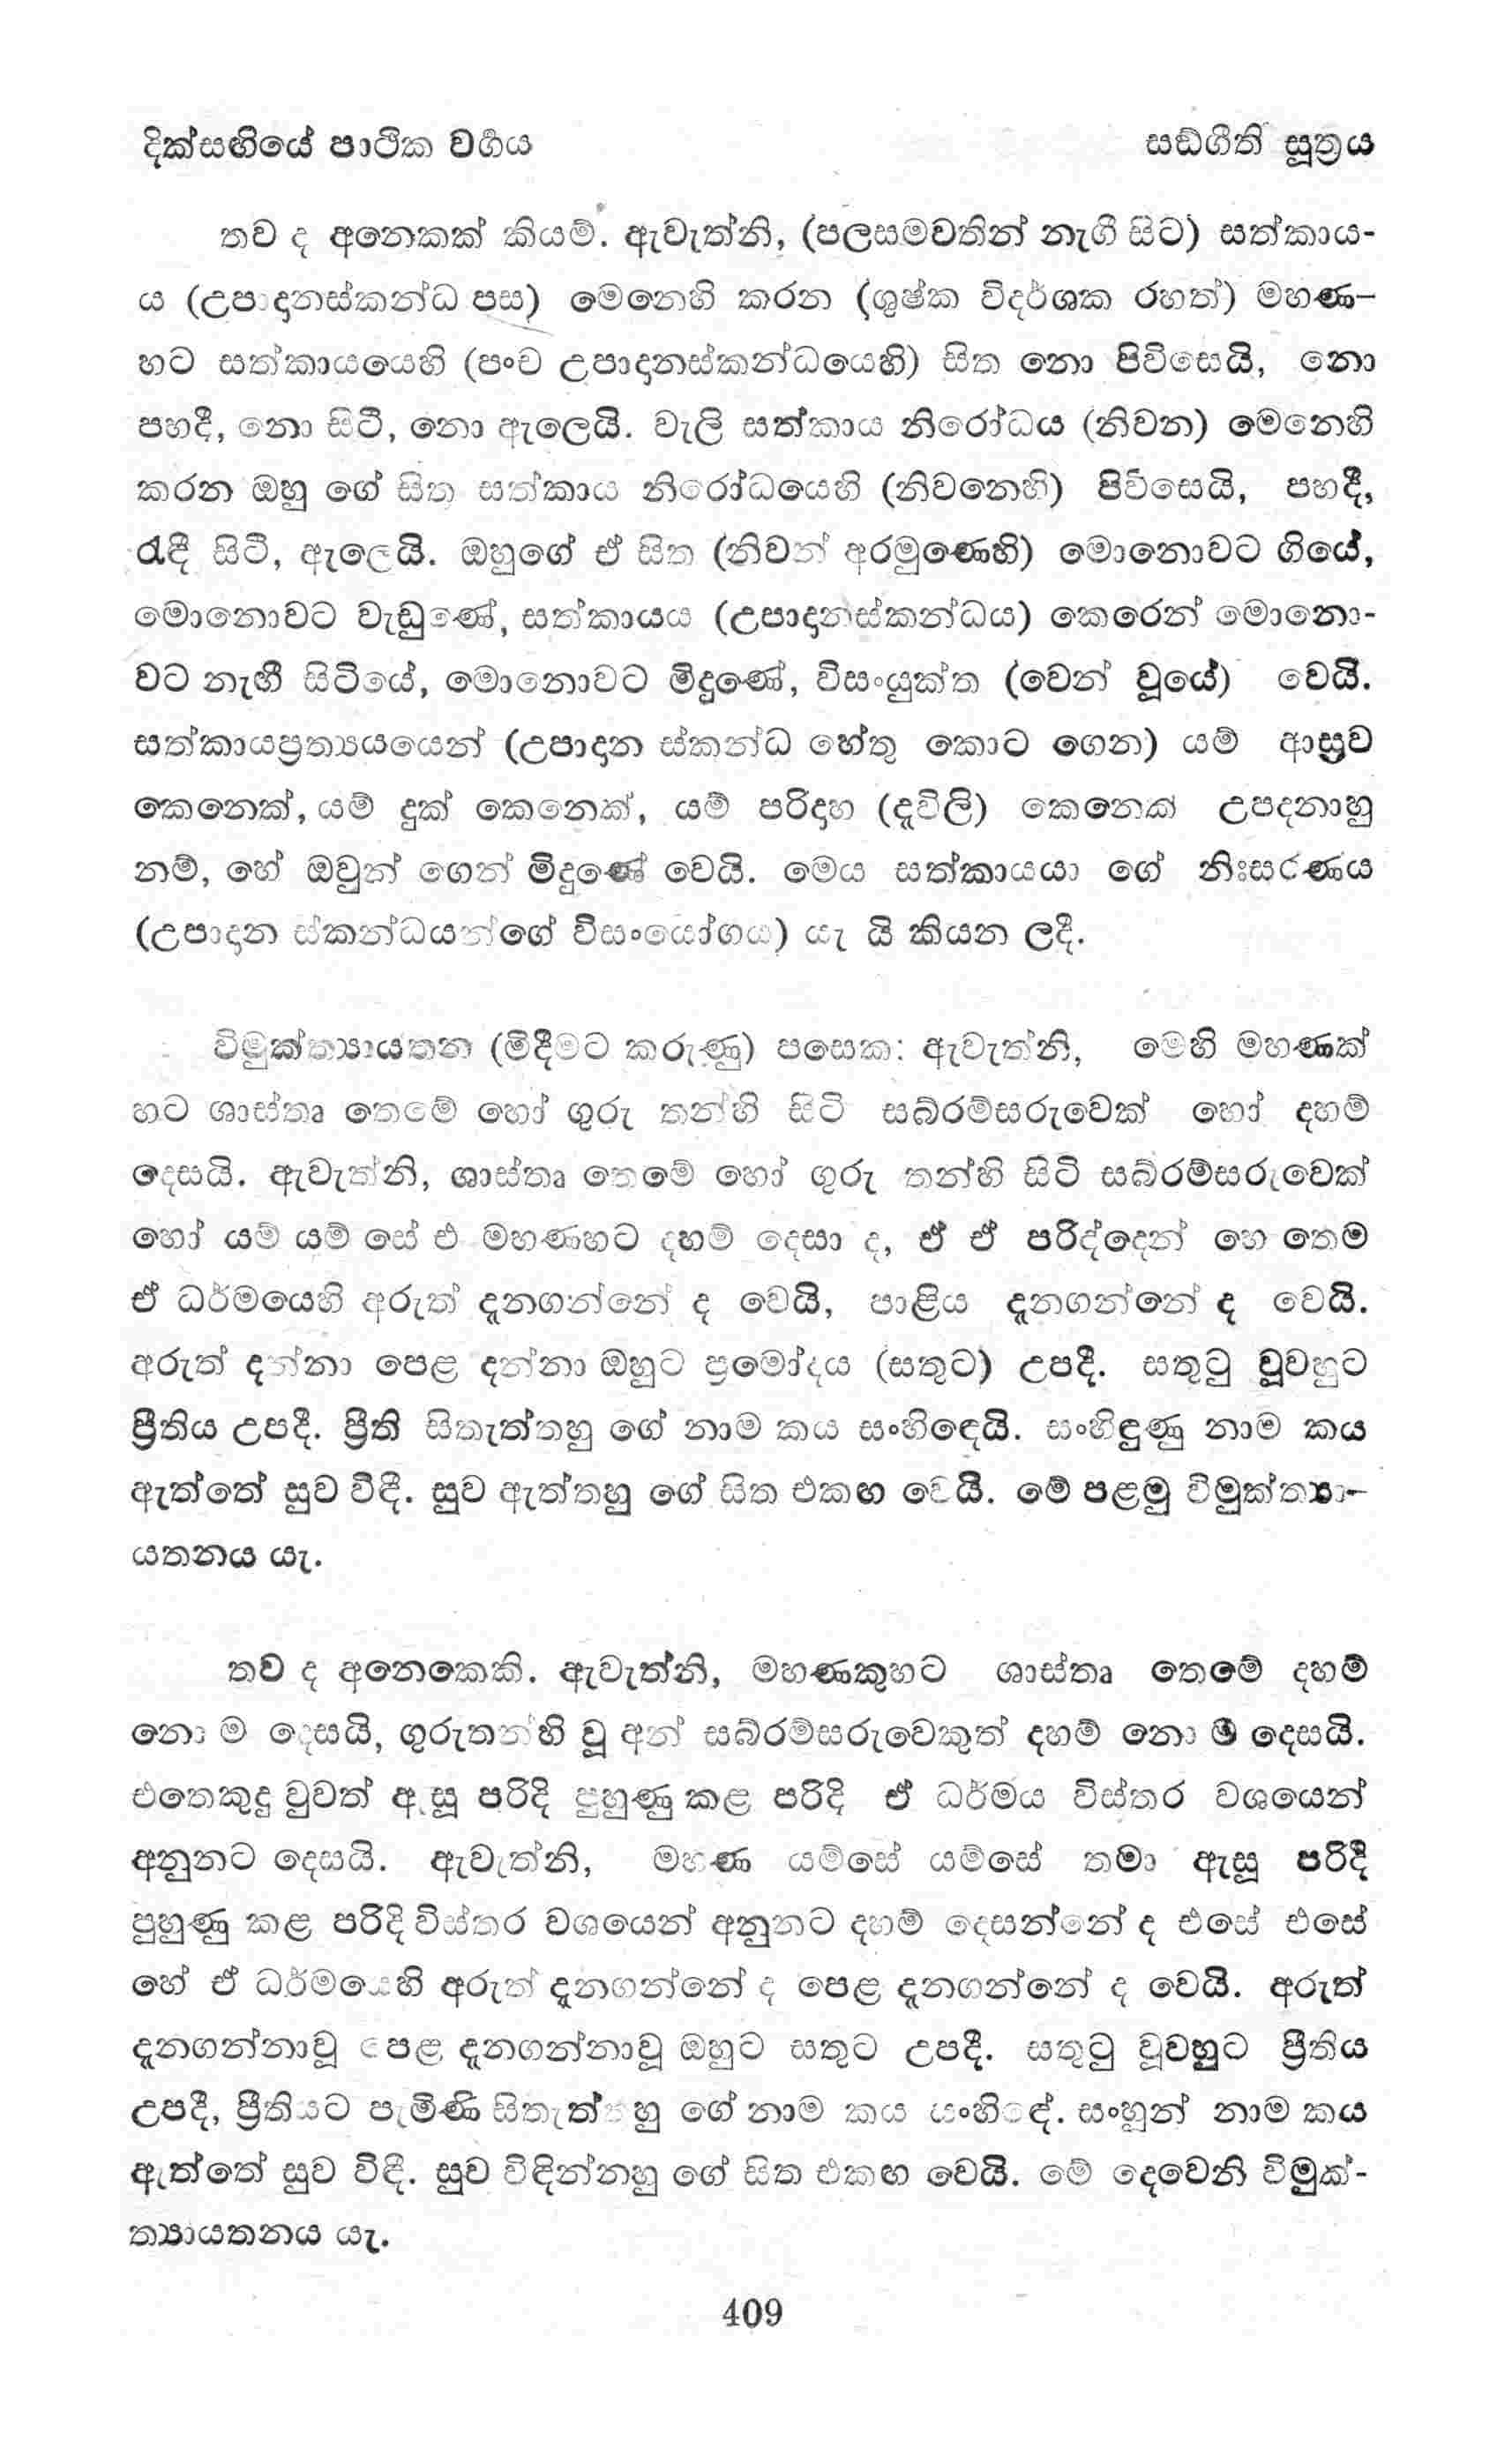 දික්සඟියේ පාථික වර්‍ගය
සඞ්ගීති සූත්‍රය
තව ද අනෙකක් කියම්. ඇවැත්නි, (පලසමවතින් නැගී සිට) සත්කාය-
ය (උපාදානස්කන්ධ පස) මෙනෙහි කරන (ශුෂ්ක විදර්ශක රහත්) මහණ-
හට සත්කායයෙහි (පංච උපාදානස්කන්ධයෙහි) සිත නො පිවිසෙයි, නො
පහදී, නො සිටී, නො ඇලෙයි. වැලි සත්කාය නිරෝධය (නිවන) මෙනෙහි
කරන ඔහු ගේ සිත සත්කාය නිරෝධයෙහි (නිවනෙහි) පිවිසෙයි, පහදී,
රැඳී සිටී, ඇලෙයි. ඔහුගේ ඒ සිත (නිවන් අරමුණෙහි) මොනොවට ගියේ,
මොනොවට වැඩුණේ, සත්කායය (උපාදානස්කන්ධය) කෙරෙන් මොනො-
වට නැඟී සිටියේ, මොනොවට මිදුණේ, විසංයුක්ත (වෙන් වූයේ) වෙයි.
සත්කායප්‍රත්‍යයයෙන් (උපාදාන ස්කන්ධ හේතු කොට ගෙන) යම් ආස්‍රව
කෙනෙක්, යම් දුක් කෙනෙක්, යම් පරිදාහ (දැවිලි) කෙනෙක් උපදනාහු
නම්, හේ ඔවුන් ගෙන් මිදුණේ වෙයි. මෙය සත්කායයා ගේ නිඃසරණය
(උපාදාන ස්කන්ධයන්ගේ විසංයෝගය) යැ යි කියන ලදී.
විමුක්ත්‍යායතන (මිදීමට කරුණු) පසෙක: ඇවැත්නි, මෙහි මහණක්
හට ශාස්තෘ තෙමේ හෝ ගුරු තන්හි සිටි සබ්රම්සරුවෙක් හෝ දහම්
දෙසයි. ඇවැත්නි, ශාස්තෘ තෙමේ හෝ ගුරු තන්හි සිටි සබ්රම්සරුවෙක්
හෝ යම් යම් සේ එ මහණහට දහම් දෙසා ද, ඒ ඒ පරිද්දෙන් හෙ තෙම
ඒ ධර්මයෙහි අරුත් දැනගන්නේ ද වෙයි, පාළිය දැනගන්නේ ද වෙයි.
අරුත් දන්නා පෙළ දන්නා ඔහුට ප්‍රමෝදය (සතුට) උපදී. සතුටු වූවහුට
ප්‍රීතිය උපදී. ප්‍රීති සිතැත්තහු ගේ නාම කය සංහිඳෙයි. සංහිඳුණු නාම කය
ඇත්තේ සුව විඳී. සුව ඇත්තහු ගේ සිත එකඟ වෙයි. මේ පළමු විමුක්ත්‍යා-
යතනය යැ.
තව ද අනෙකෙකි. ඇවැත්නි, මහණකුහට ශාස්තෘ තෙමේ දහම්
නො ම දෙසයි, ගුරුතන්හි වූ අන් සබ්රම්සරුවෙකුත් දහම් නො ම දෙසයි.
එතෙකුදු වුවත් ඇසූ පරිදි පුහුණු කළ පරිදි ඒ ධර්මය විස්තර වශයෙන්
අනුනට දෙසයි. ඇවැත්නි, මහණ යම්සේ යම්සේ තමා ඇසූ පරිදි
පුහුණු කළ පරිදි විස්තර වශයෙන් අනුනට දහම් දෙසන්නේ ද එසේ එසේ
හේ ඒ ධර්මයෙහි අරුත් දැනගන්නේ ද පෙළ දැනගන්නේ ද වෙයි. අරුත්
දැනගන්නාවූ පෙළ දැනගන්නාවූ ඔහුට සතුට උපදී. සතුටු වූවහුට ප්‍රීතිය
උපදී, ප්‍රීතියට පැමිණි සිතැත්තහු ගේ නාම කය සංහිඳේ. සංහුන් නාම කය
ඇත්තේ සුව විඳී. සුව විඳින්නහු ගේ සිත එකඟ වෙයි. මේ දෙවෙනි විමුක්-
ත්‍යායතනය යැ.
409